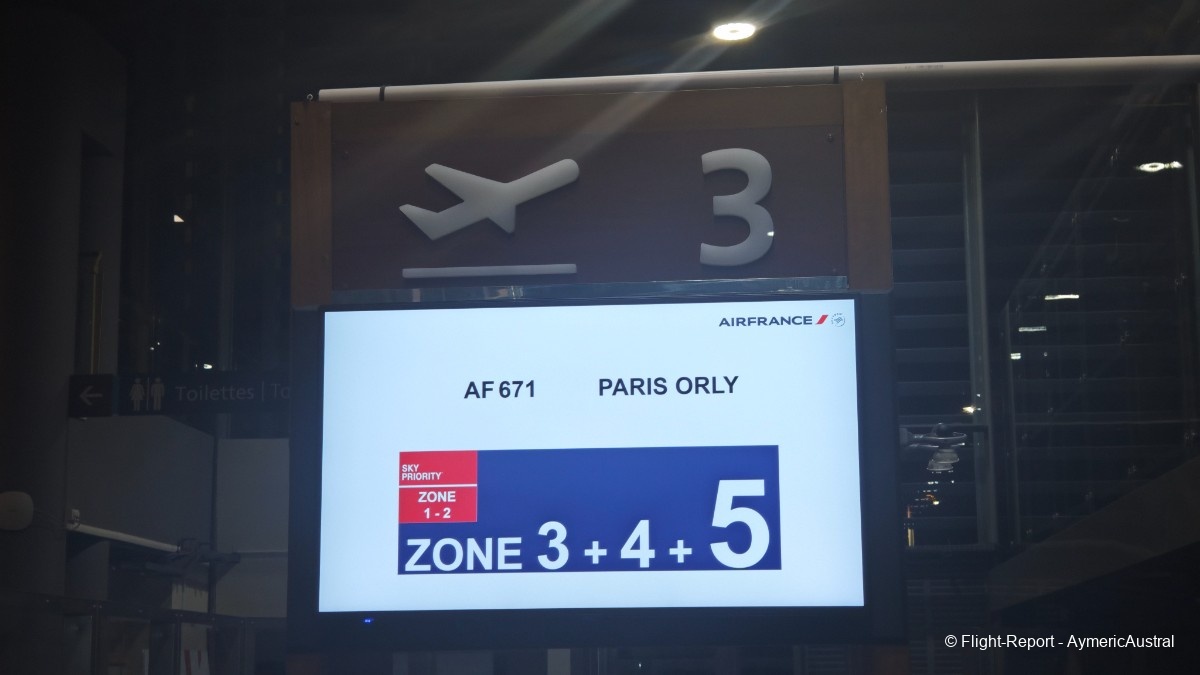 3
AIRFRANCE
AF 671 PARIS ORLY
SKY
PRIORITY
ZONE
1 - 2
ZONE 3 + 4 + 5
Toilettes | To
© Flight-Report - AymericAustral